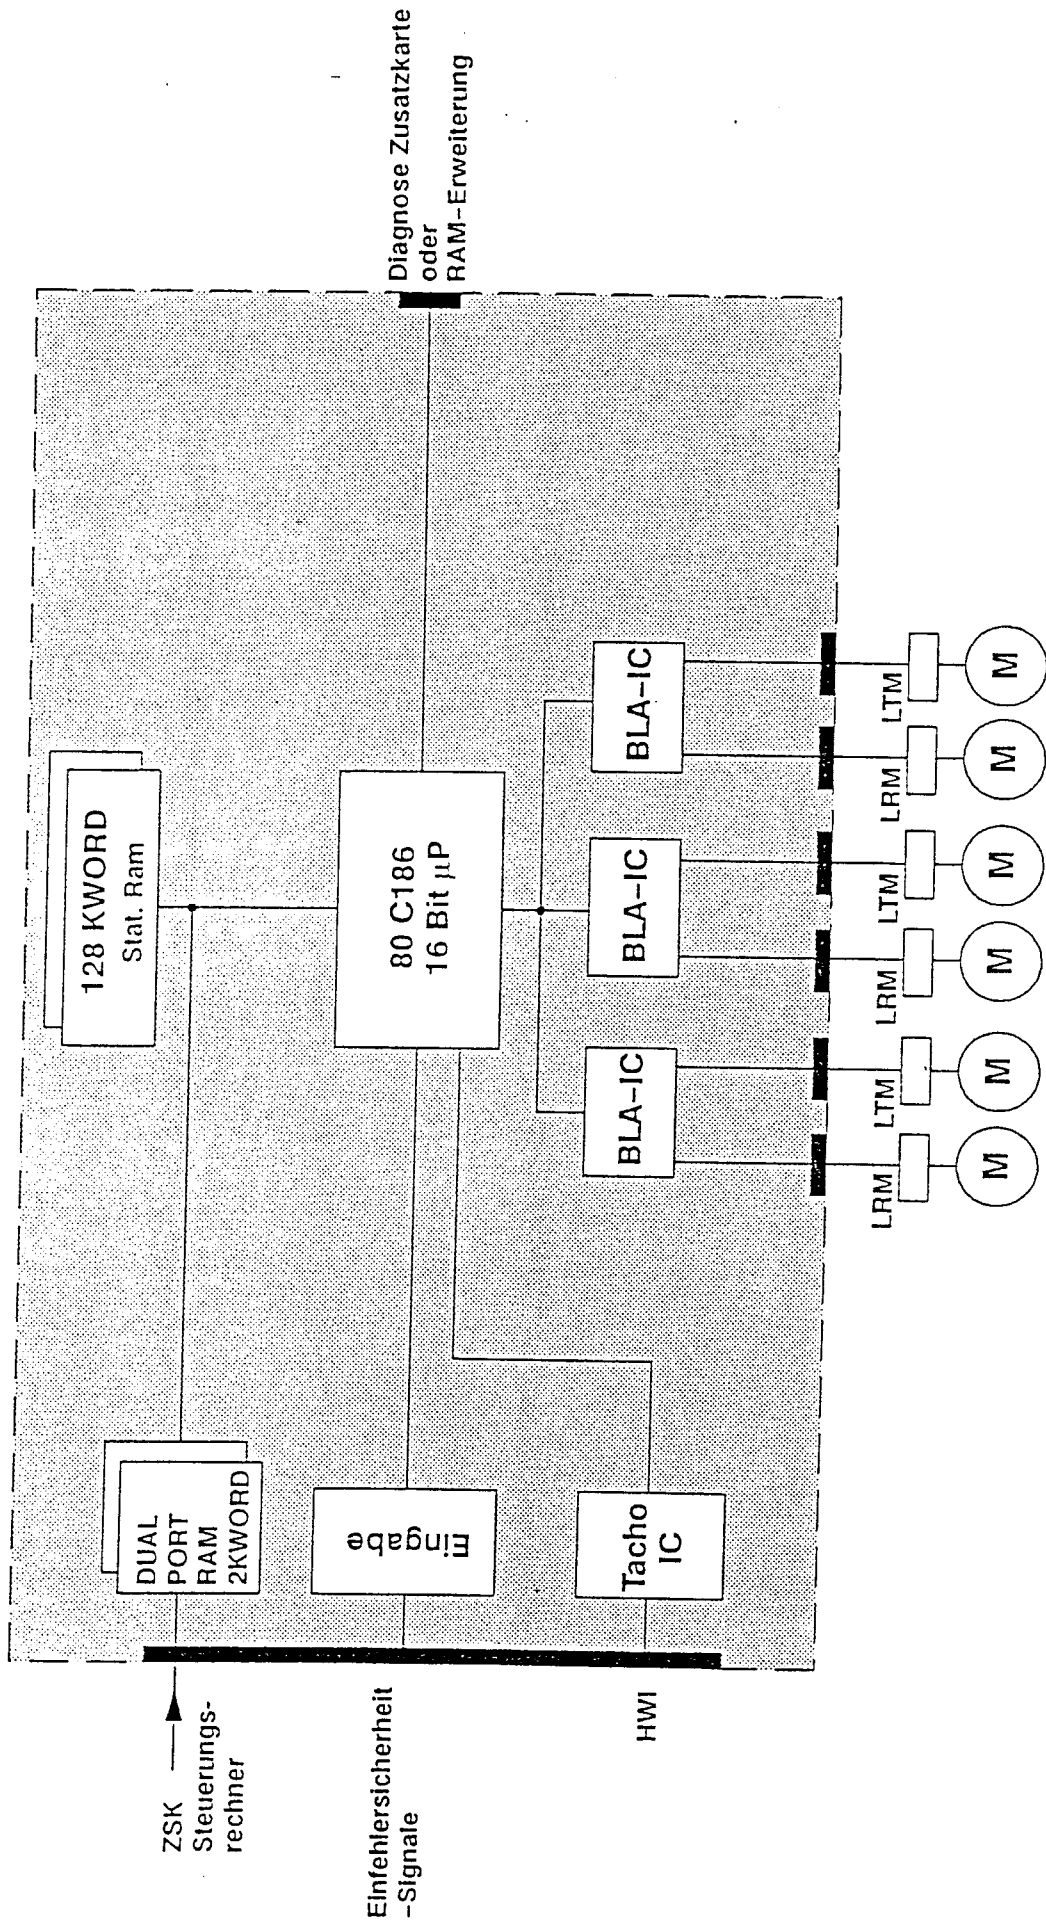 ZSK
Steuerungs-
rechner
Einfehlersicherheit
-Signale
HWI
DUAL
PORT
RAM
2KWORD
Eingabe
Tacho
IC
128 KWORD
Stat. Ram
80 C186
16 Bit µP
BLA-IC
BLA-IC
BLA-IC
Diagnose Zusatzkarte
oder
RAM-Erweiterung
LRM
LTM
LRM
LTM
LRM
LTM
M
M
M
M
M
M